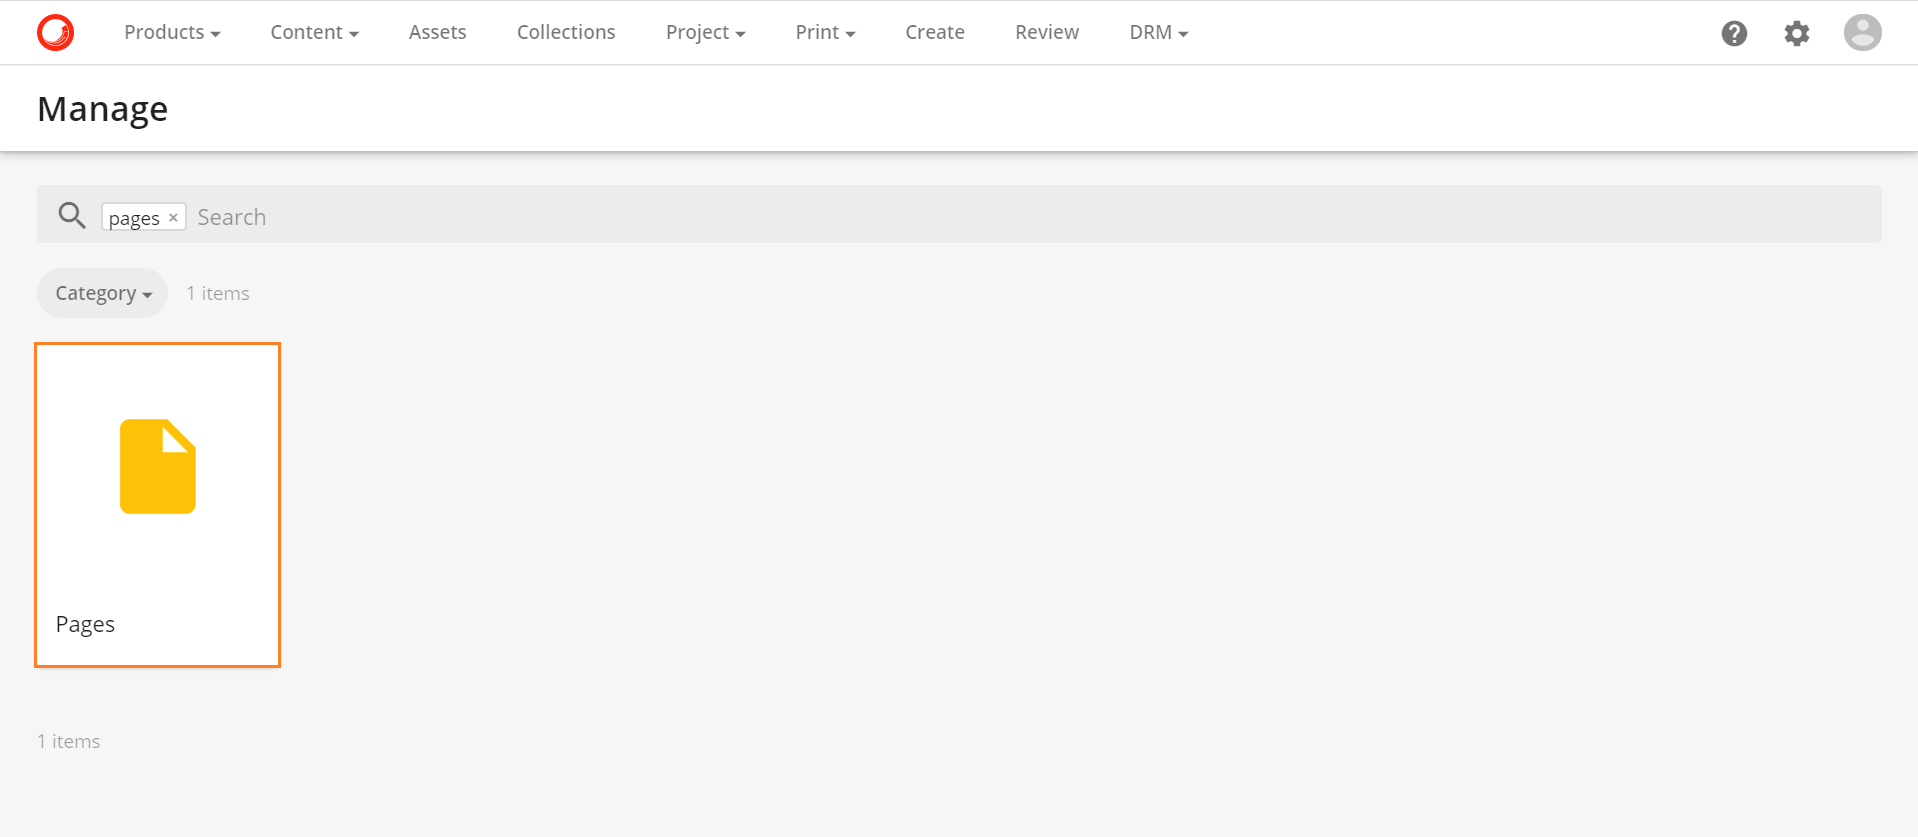 Products Content Assets Collections Project Print Create Review DRM
Manage
pages × Search
Category 1 items
Pages
1 items